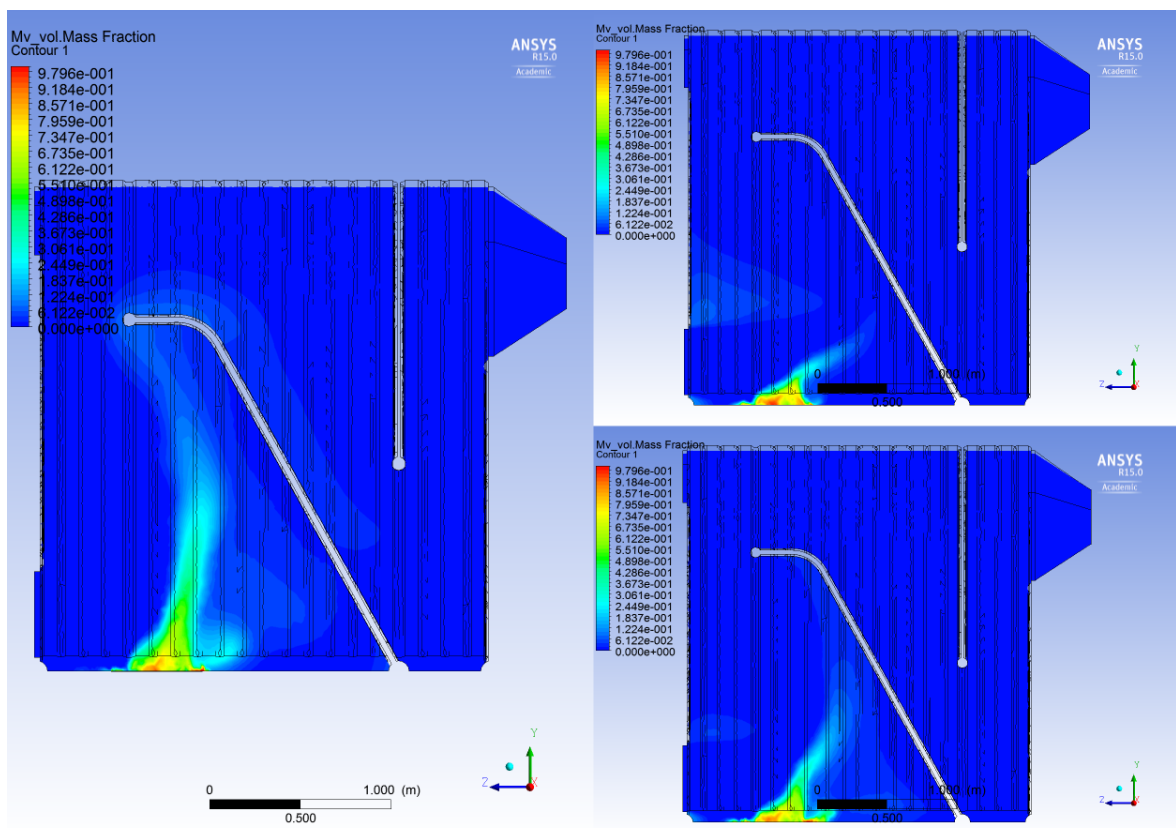 Mv_vol.Mass Fraction
Contour 1
9.796e-001
9.184e-001
8.571e-001
7.959e-001
7.347e-001
6.735e-001
6.122e-001
5.510e-001
4.898e-001
4.286e-001
3.673e-001
3.061e-001
2.449e-001
1.837e-001
1.224e-001
6.122e-002
0.000e+000
ANSYS
R15.0
Academic
Y
Z
X
0
1.000
(m)
0.500
Mv_vol.Mass Fraction
Contour 1
9.796e-001
9.184e-001
8.571e-001
7.959e-001
7.347e-001
6.735e-001
6.122e-001
5.510e-001
4.898e-001
4.286e-001
3.673e-001
3.061e-001
2.449e-001
1.837e-001
1.224e-001
6.122e-002
0.000e+000
ANSYS
R15.0
Academic
0
1.000
(m)
0.500
Y
Z
X
Mv_vol.Mass Fraction
Contour 1
9.796e-001
9.184e-001
8.571e-001
7.959e-001
7.347e-001
6.735e-001
6.122e-001
5.510e-001
4.898e-001
4.286e-001
3.673e-001
3.061e-001
2.449e-001
1.837e-001
1.224e-001
6.122e-002
0.000e+000
ANSYS
R15.0
Academic
0
1.000
(m)
0.500
Y
Z
X